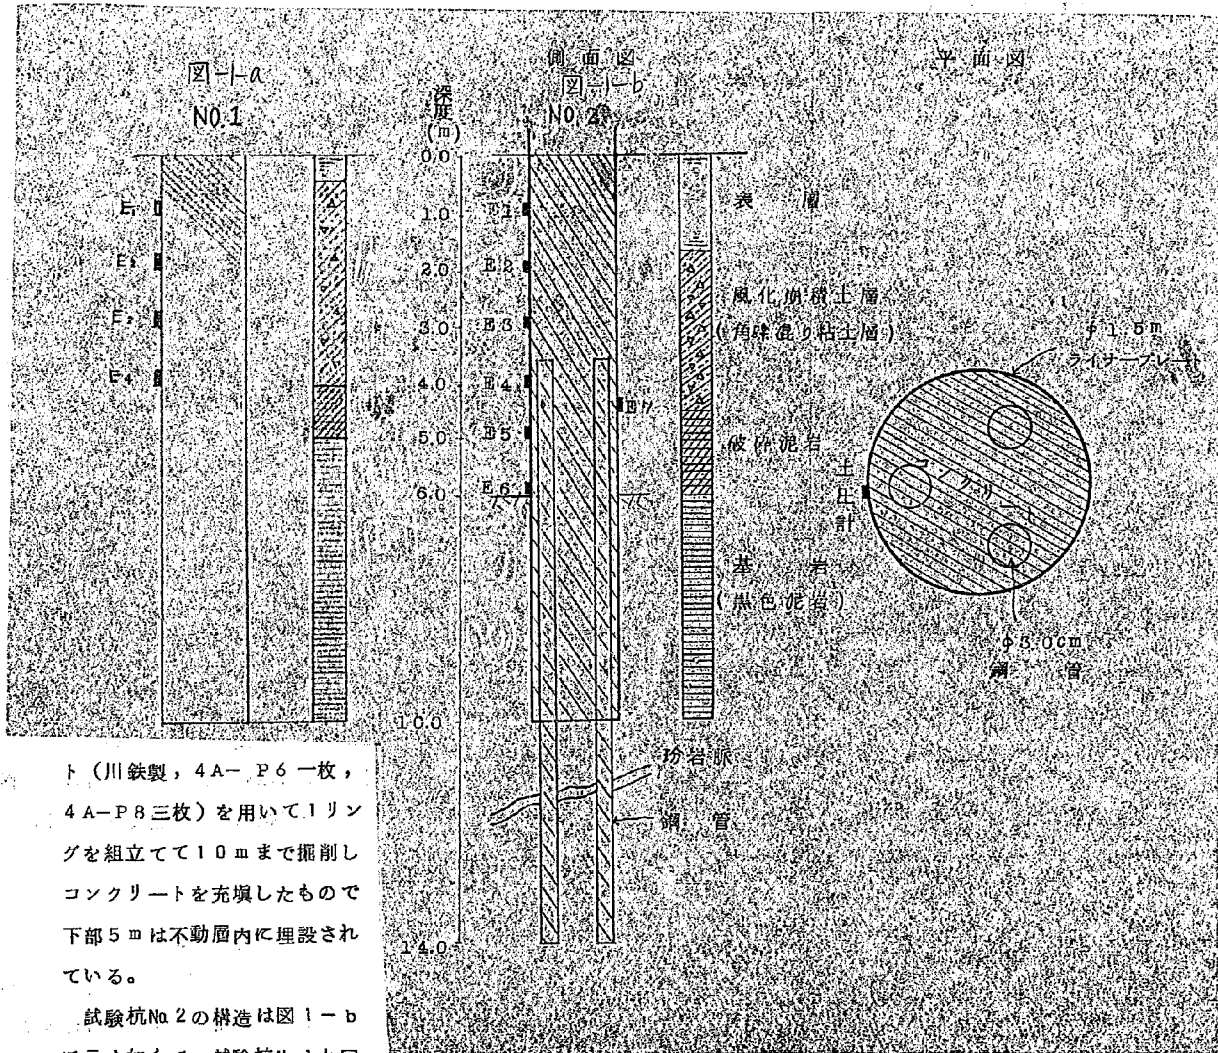 図-1-a
NO.1
側面図
図-1-b
NO.2
平面図
深度
(m)
0.0
1.0
2.0
3.0
4.0
5.0
6.0
10.0
14.0
E4
E2
E3
E4
E5
E6
表層
風化崩積土層
(角礫混り粘土層)
破砕泥岩
基岩
(黒色泥岩)
玢岩脈
鋼管
φ1.5m
ライナープレート
土圧計
コンクリート
鋼管
ト(川鉄製,4A-P6一枚,
4A-P8三枚)を用いて1リン
グを組立てて10mまで掘削し
コンクリートを充填したもので
下部5mは不動層内に埋設され
ている。
試験杭No.2の構造は図1-b